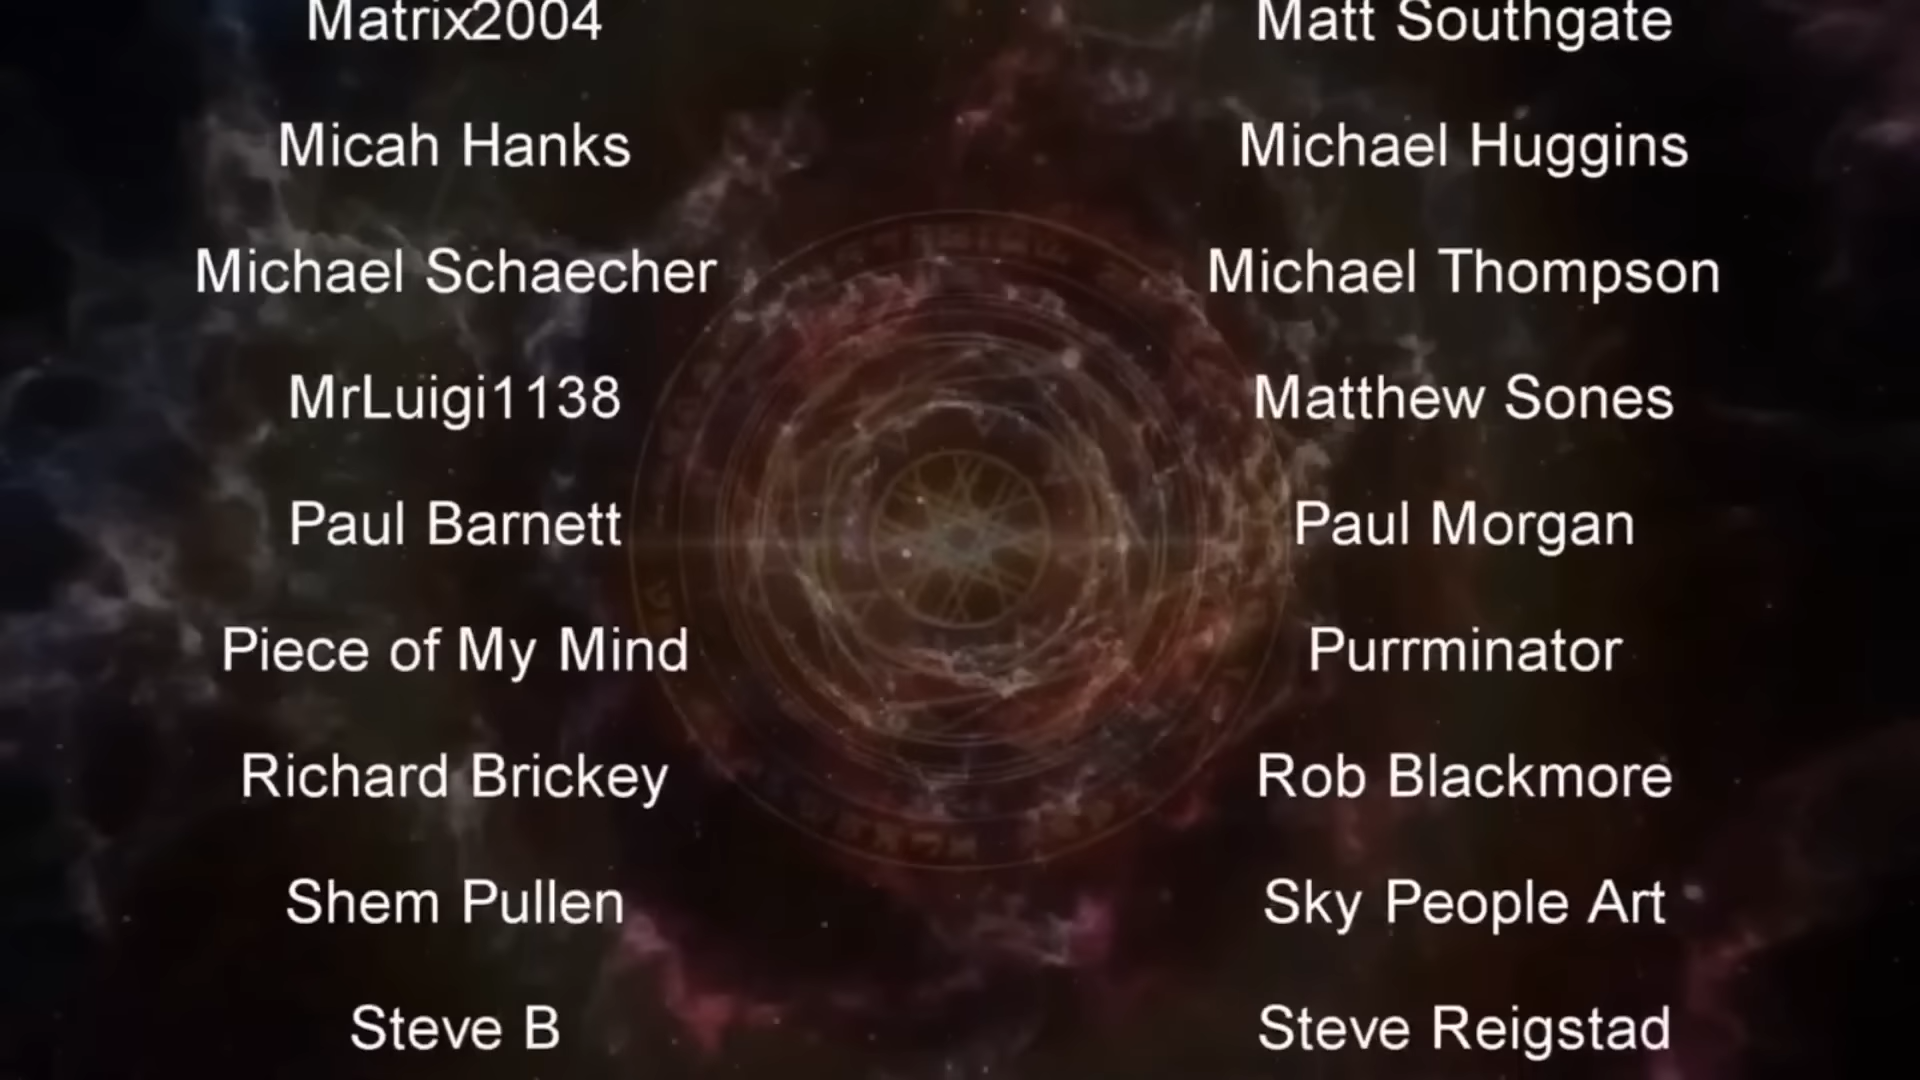 Matrix2004
Matt Southgate
Micah Hanks
Michael Huggins
Michael Schaecher
Michael Thompson
MrLuigi1138
Matthew Sones
Paul Barnett
Paul Morgan
Piece of My Mind
Purrminator
Richard Brickey
Rob Blackmore
Shem Pullen
Sky People Art
Steve B
Steve Reigstad